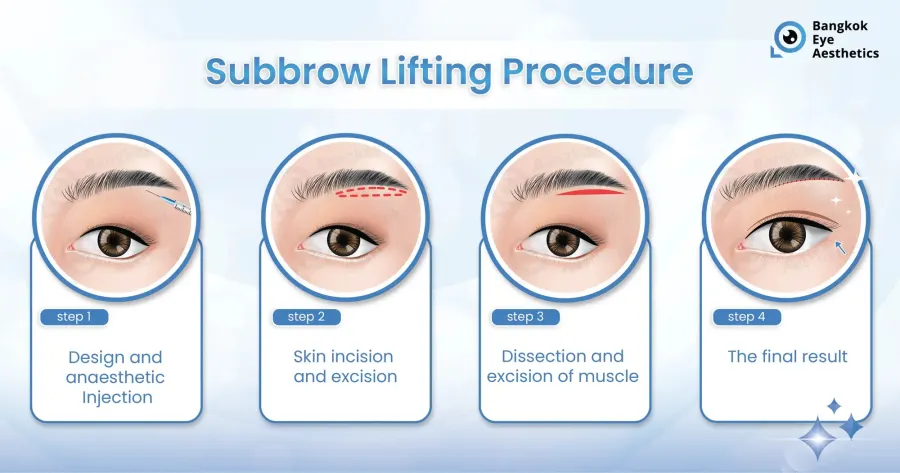 Bangkok
Eye
Aesthetics
Subbrow Lifting Procedure
step 1
Design and
anaesthetic
Injection
step 2
Skin incision
and excision
step 3
Dissection and
excision of muscle
step 4
The final result